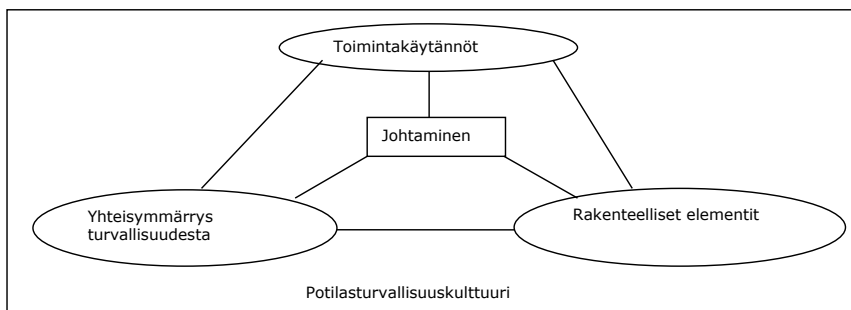 Toimintakäytännöt
Johtaminen
Yhteisymmärrys
turvallisuudesta
Rakenteelliset elementit
Potilasturvallisuuskulttuuri